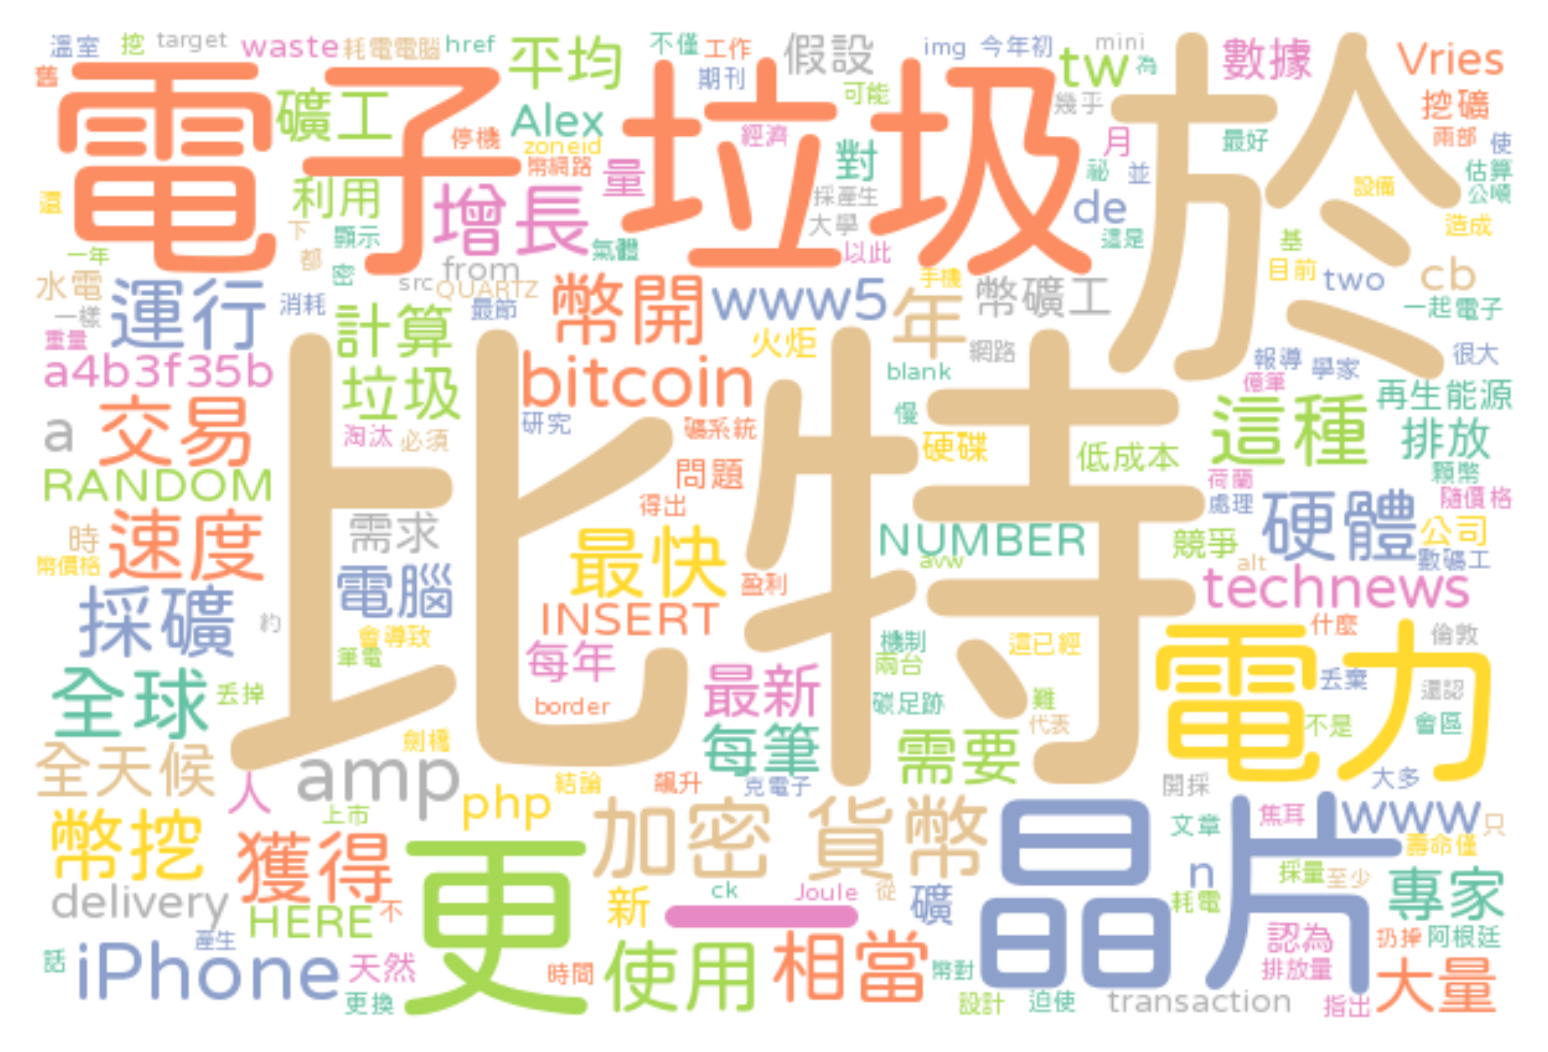 溫室 挖 target waste 耗電電腦 href 平均 不僅 工作 假設 img 今年初 mini 數據 Vries
舊 電子垃圾 期刊 tw 為 於
礦工 Alex 停機 zoneid 幣網路 經濟 可能 幾乎 挖礦
月 最好 兩部 使
還 利用 增長 量 對 祕 並 設備 估算 公噸
採產生 大學 de 造成
一年 下 都 顯示 密 氣體 以此 這是 基 目前
水電 運行 消耗 src from QUARTZ 最節 幣開 www5 手機 年 幣礦工 two cb 一起電子
一樣 重量 計算 火炬 網路 報導 學家 很大
a4b3f35b 垃圾 bitcoin blank 億筆 再生能源
a 交易 淘汰 必須 研究 礦系統 慢 硬碟 低成本 這種 排放
比特
RANDOM 問題 荷蘭 顆幣 隨價格
時 速度 需求 得出 處理 硬體 公司
幣價格 最快 NUMBER avw 競爭 alt 數礦工
採礦 約 電腦 盈利 technews
會導致 筆電 INSERT 每年 機制 兩台 這已經 什麼 倫敦
全球 丟掉 border 最新 碳足跡 難 代表 電力 丟棄 還認 不是 會區
全天候 劍橋 每筆 需要
人 amp php 結論 飆升 克電子 開採 大多
幣挖 上市 加密 貨幣 晶片 文章 焦耳 www 只
獲得 更 壽命僅
delivery HERE 不 新 一 ck Joule 從 礦 n 採量 至少 耗電 專家
話 產生 iPhone 天然 時間 使用 相當 幣對 認為 排放量 扔掉 阿根廷
更換 設計 迫使 transaction 指出 大量